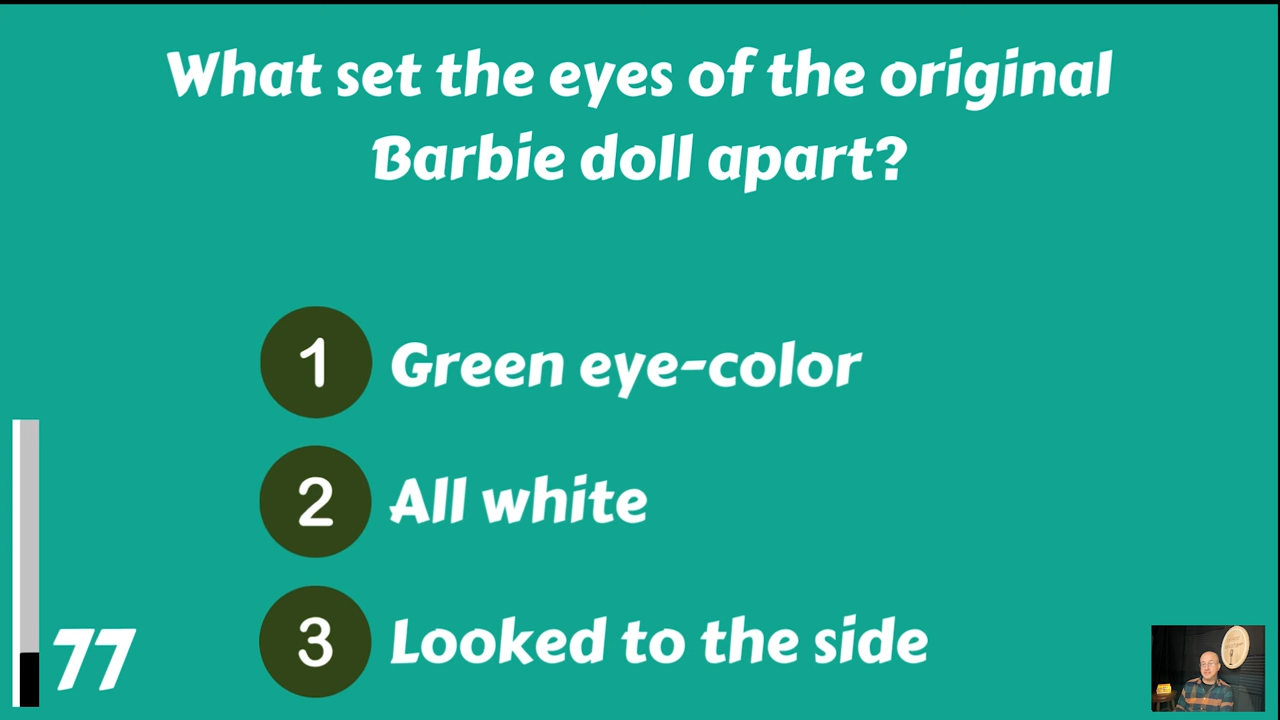 What set the eyes of the original
Barbie doll apart?
1 Green eye-color
2 All white
3 Looked to the side
77